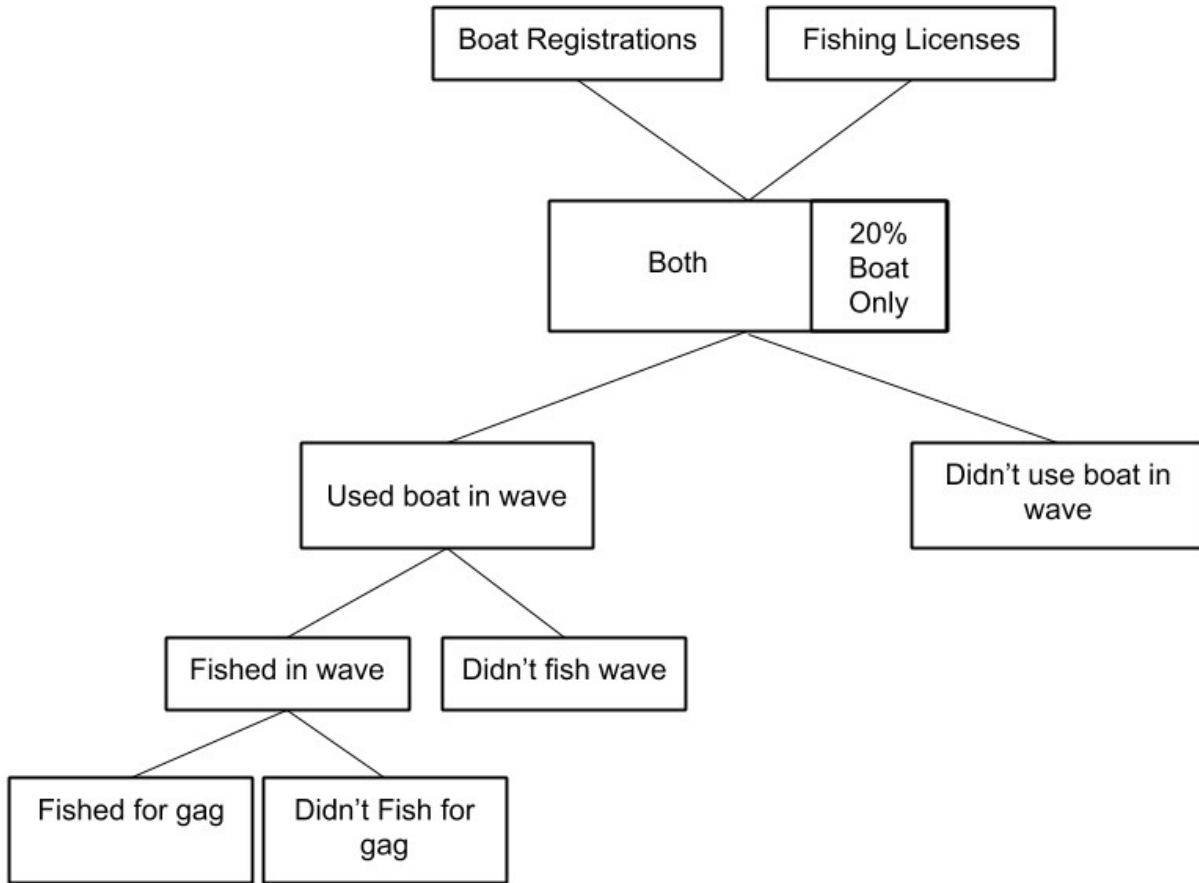 Boat Registrations
Fishing Licenses
Both
20%
Boat
Only
Used boat in wave
Didn’t use boat in
wave
Fished in wave
Didn’t fish wave
Fished for gag
Didn’t Fish for
gag